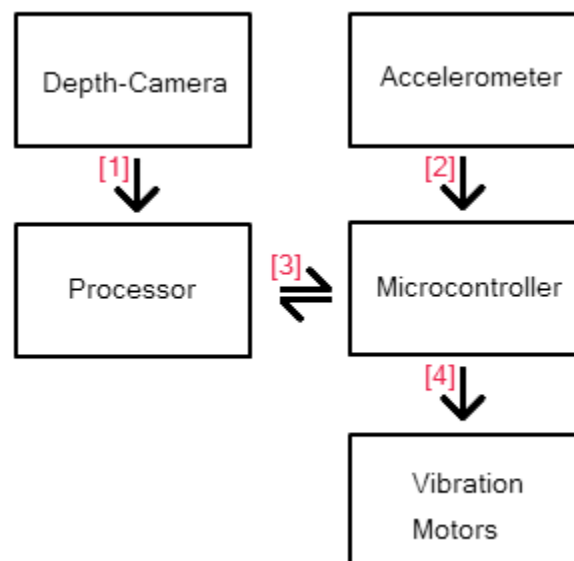 Depth-Camera
Accelerometer
[1]
[2]
Processor
[3]
Microcontroller
[4]
Vibration
Motors